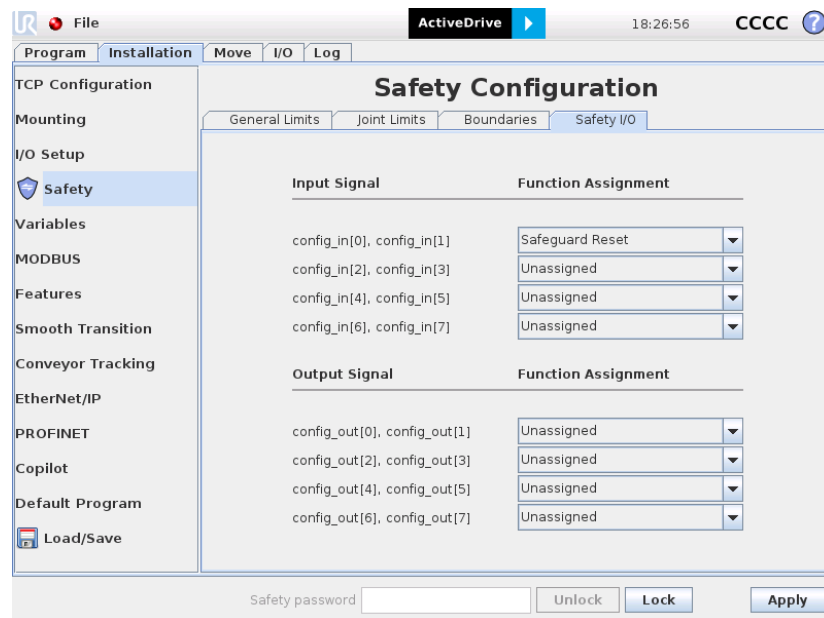 UR File ActiveDrive 18:26:56 CCCC ?
Program Installation Move I/O Log
TCP Configuration
Mounting
I/O Setup
Safety
Variables
MODBUS
Features
Smooth Transition
Conveyor Tracking
EtherNet/IP
PROFINET
Copilot
Default Program
Load/Save
Safety Configuration
General Limits Joint Limits Boundaries Safety I/O
Input Signal Function Assignment
config_in[0], config_in[1] Safeguard Reset
config_in[2], config_in[3] Unassigned
config_in[4], config_in[5] Unassigned
config_in[6], config_in[7] Unassigned
Output Signal Function Assignment
config_out[0], config_out[1] Unassigned
config_out[2], config_out[3] Unassigned
config_out[4], config_out[5] Unassigned
config_out[6], config_out[7] Unassigned
Safety password Unlock Lock Apply